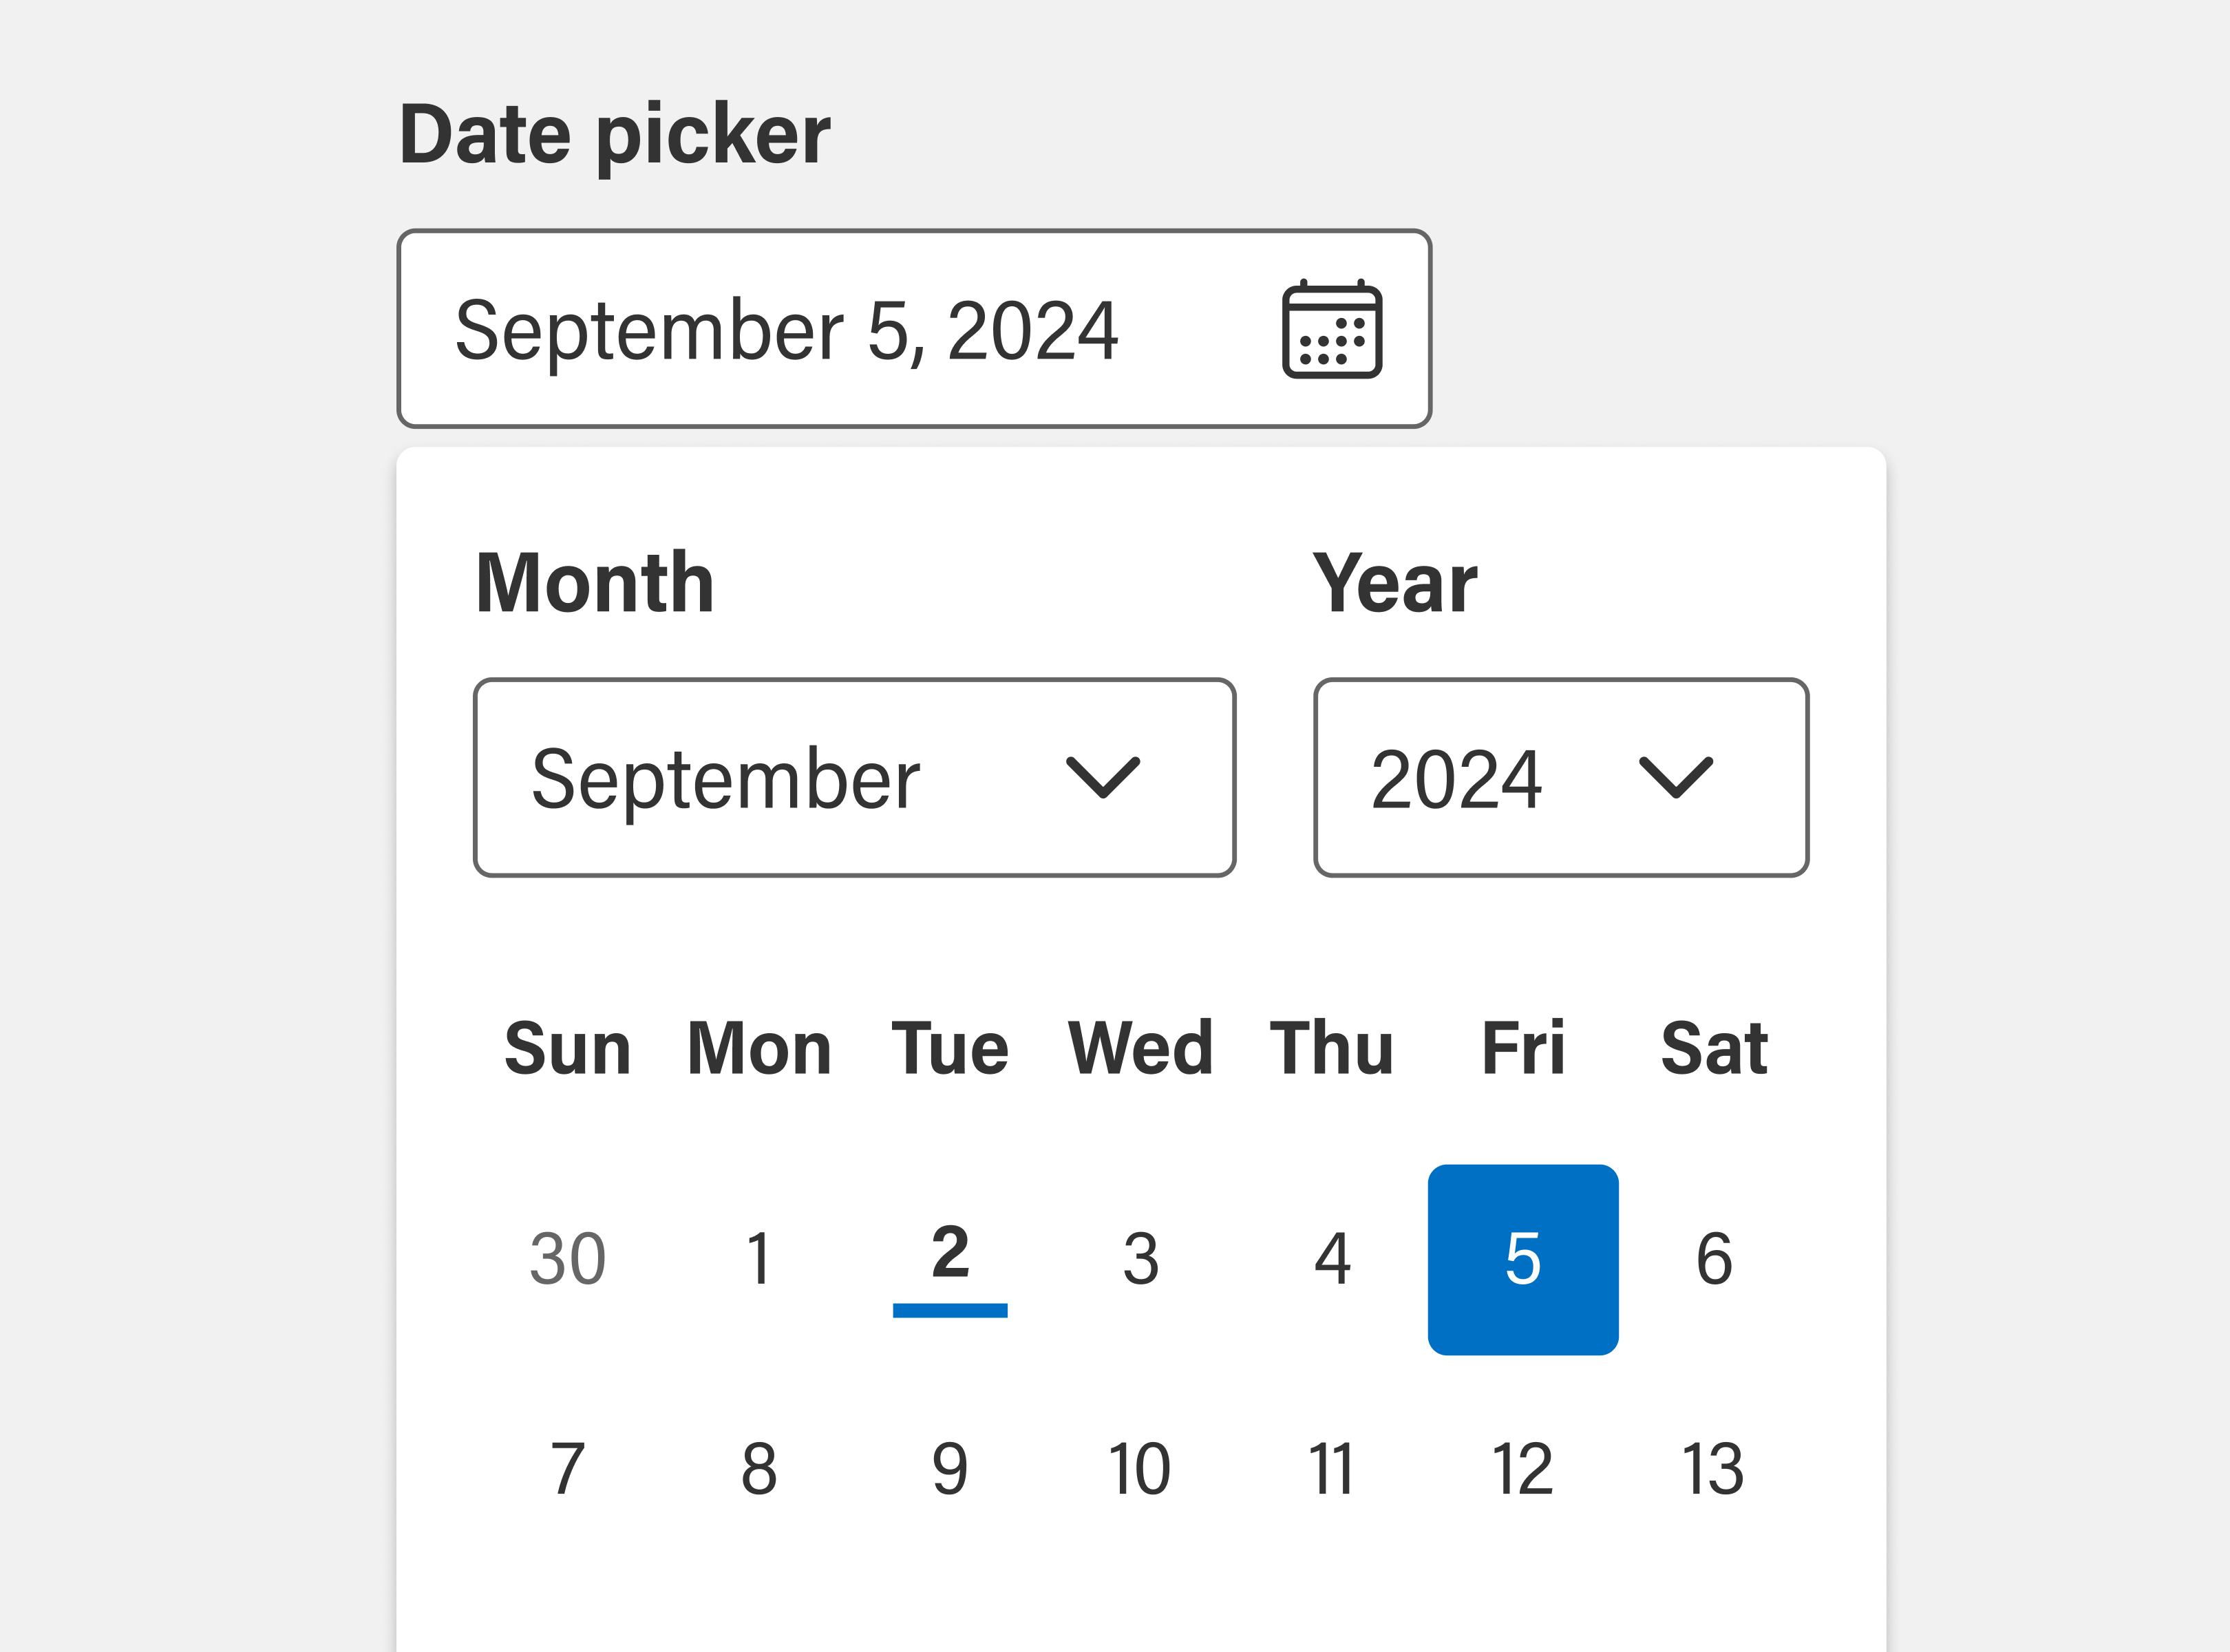 Date picker
September 5, 2024
Month Year
September 2024
Sun Mon Tue Wed Thu Fri Sat
30 1 2 3 4 5 6
7 8 9 10 11 12 13